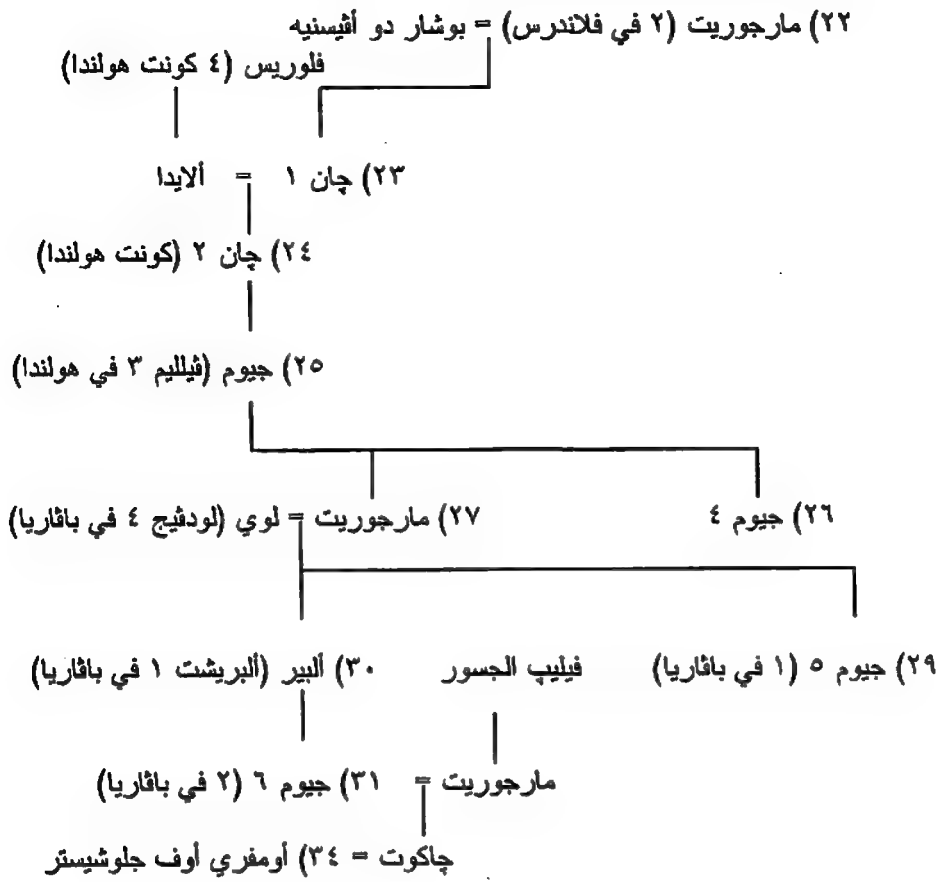 ٢٢) مارجوريت (٢ في فلاندرس) = بوشار دو أڤيسنيه
فلوريس (٤ كونت هولندا)
٢٣) چان ١ = ألايدا
٢٤) چان ٢ (كونت هولندا)
٢٥) جيوم (ڤيلليم ٣ في هولندا)
٢٦) جيوم ٤
٢٧) مارجوريت = لوي (لودڤيج ٤ في باڤاريا)
٢٩) جيوم ٥ (١ في باڤاريا)
فيليپ الجسور
٣٠) ألبير (ألبريشت ١ في باڤاريا)
مارجوريت = ٣١) جيوم ٦ (٢ في باڤاريا)
چاكوت = ٣٤) أومفري أوف جلوشيستر